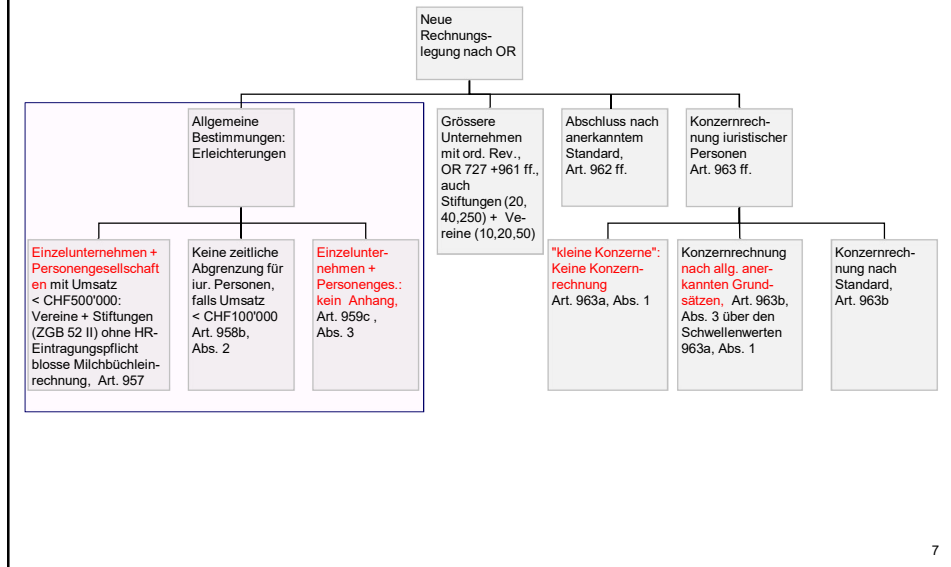 Neue
Rechnungs-
legung nach OR
Allgemeine
Bestimmungen:
Erleichterungen
Grössere
Unternehmen
mit ord. Rev.,
OR 727 +961 ff.,
auch
Stiftungen (20,
40,250) + Ve-
reine (10,20,50)
Abschluss nach
anerkanntem
Standard,
Art. 962 ff.
Konzernrech-
nung iuristischer
Personen
Art. 963 ff.
Einzelunternehmen +
Personengesellschaft
en mit Umsatz
< CHF500'000:
Vereine + Stiftungen
(ZGB 52 II) ohne HR-
Eintragungspflicht
blosse Milchbüchlein-
rechnung, Art. 957
Keine zeitliche
Abgrenzung für
iur. Personen,
falls Umsatz
< CHF100'000
Art. 958b,
Abs. 2
Einzelunter-
nehmen +
Personenges.:
kein Anhang,
Art. 959c ,
Abs. 3
"kleine Konzerne":
Keine Konzern-
rechnung
Art. 963a, Abs. 1
Konzernrechnung
nach allg. aner-
kannten Grund-
sätzen, Art. 963b,
Abs. 3 über den
Schwellenwerten
963a, Abs. 1
Konzernrech-
nung nach
Standard,
Art. 963b
7